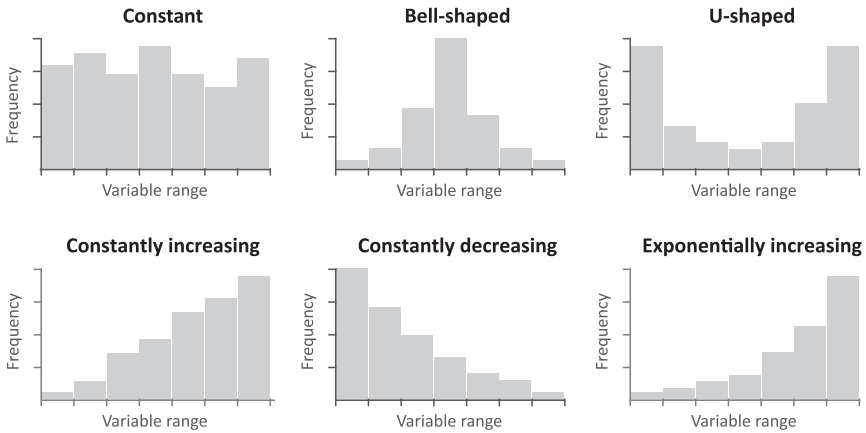 Constant
Frequency
Variable range
Bell-shaped
Frequency
Variable range
U-shaped
Frequency
Variable range
Constantly increasing
Frequency
Variable range
Constantly decreasing
Frequency
Variable range
Exponentially increasing
Frequency
Variable range